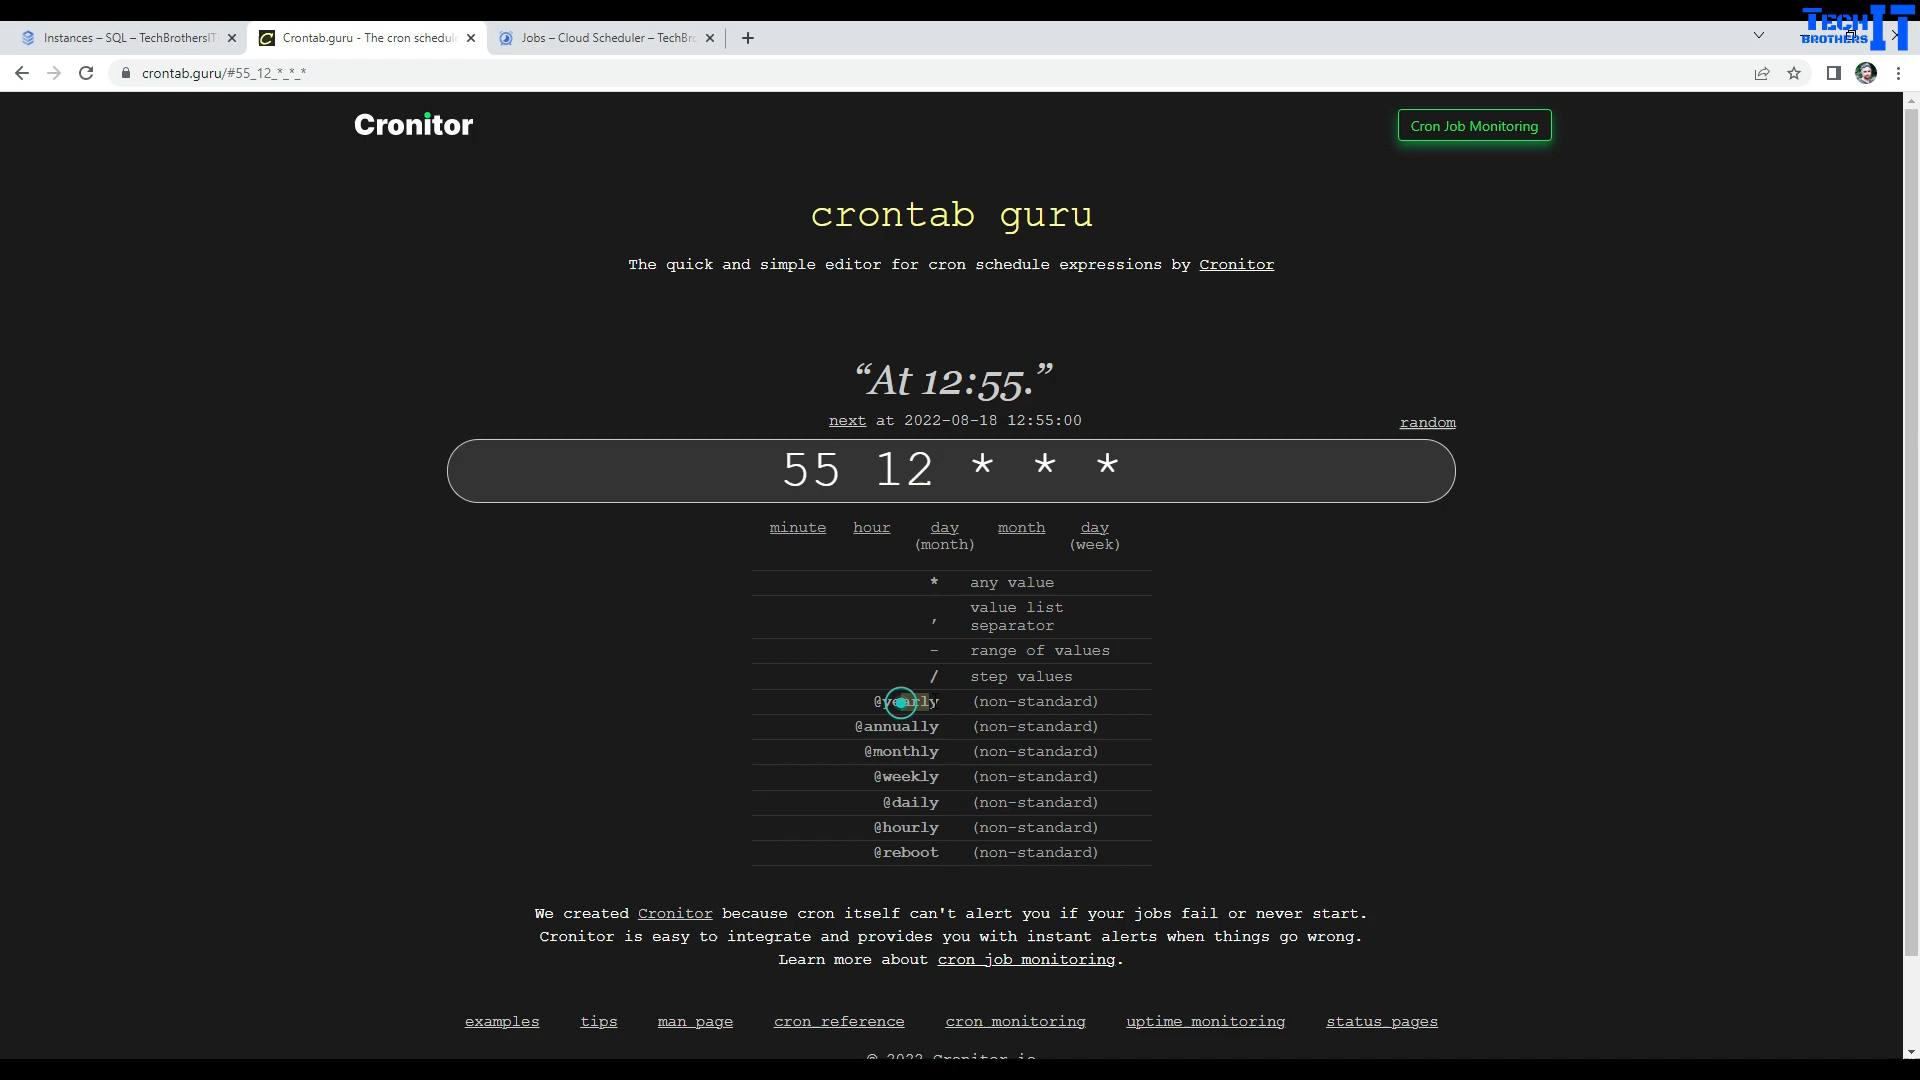 Instances – SQL – TechBrothersIT
Crontab.guru - The cron schedule
Jobs – Cloud Scheduler – TechBro
TECH IT
BROTHERS
crontab.guru/#55_12_*_*_*
Cronitor
Cron Job Monitoring
crontab guru
The quick and simple editor for cron schedule expressions by Cronitor
“At 12:55.”
next at 2022-08-18 12:55:00
random
55 12 * * *
minute hour day (month) month day (week)
* any value
, value list separator
- range of values
/ step values
@yearly (non-standard)
@annually (non-standard)
@monthly (non-standard)
@weekly (non-standard)
@daily (non-standard)
@hourly (non-standard)
@reboot (non-standard)
We created Cronitor because cron itself can't alert you if your jobs fail or never start.
Cronitor is easy to integrate and provides you with instant alerts when things go wrong.
Learn more about cron job monitoring.
examples tips man page cron reference cron monitoring uptime monitoring status pages
© 2022 Cronitor.io